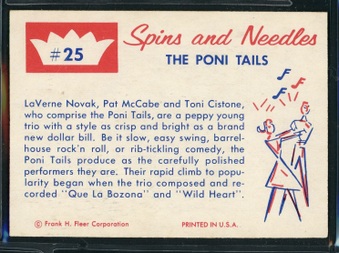 #25
Spins and Needles
THE PONI TAILS
LaVerne Novak, Pat McCabe and Toni Cistone,
who comprise the Poni Tails, are a peppy young
trio with a style as crisp and bright as a brand
new dollar bill. Be it slow, easy swing, barrel-
house rock'n roll, or rib-tickling comedy, the
Poni Tails produce as the carefully polished
performers they are. Their rapid climb to popu-
larity began when the trio composed and re-
corded "Que La Bozona" and "Wild Heart".
© Frank H. Fleer Corporation
PRINTED IN U.S.A.